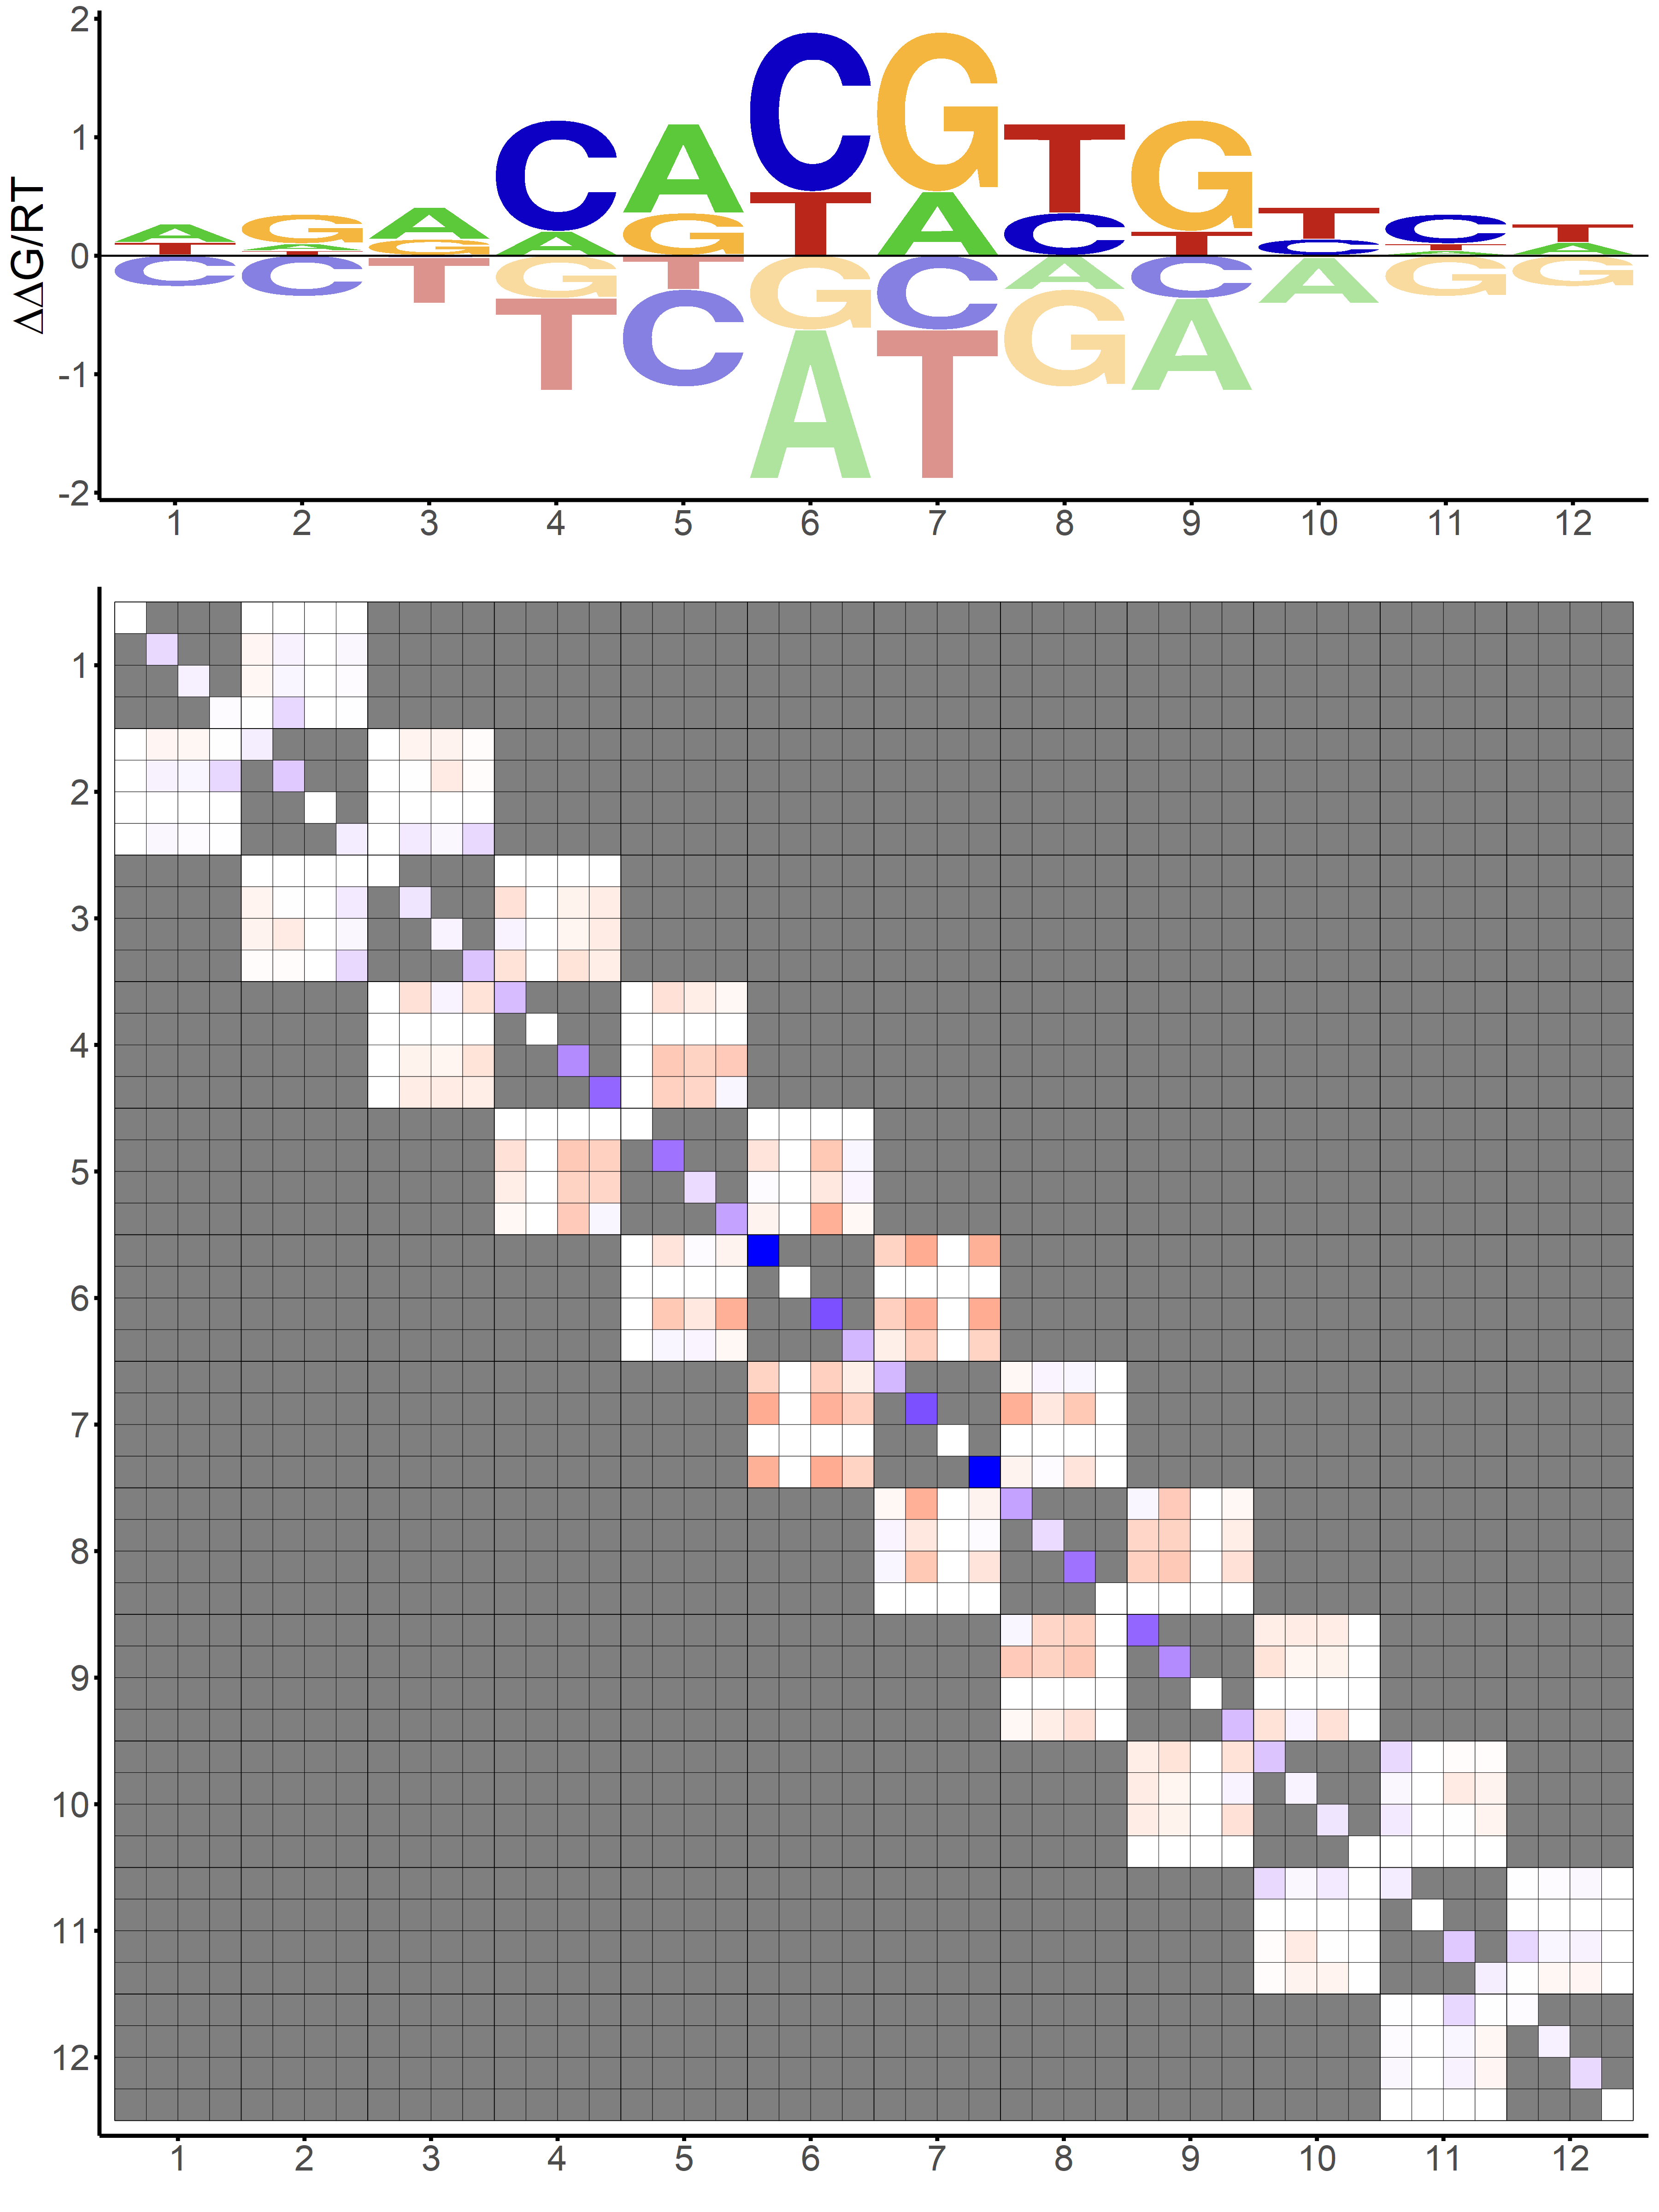 ΔΔG/RT
2
1
0
-1
-2
A T C
G A T C
A G T
C A G T
A G T C
C T G A
G A C T
T C A G
G T C A
T C A
C T A G
T A G
1 2 3 4 5 6 7 8 9 10 11 12
1
2
3
4
5
6
7
8
9
10
11
12
1 2 3 4 5 6 7 8 9 10 11 12